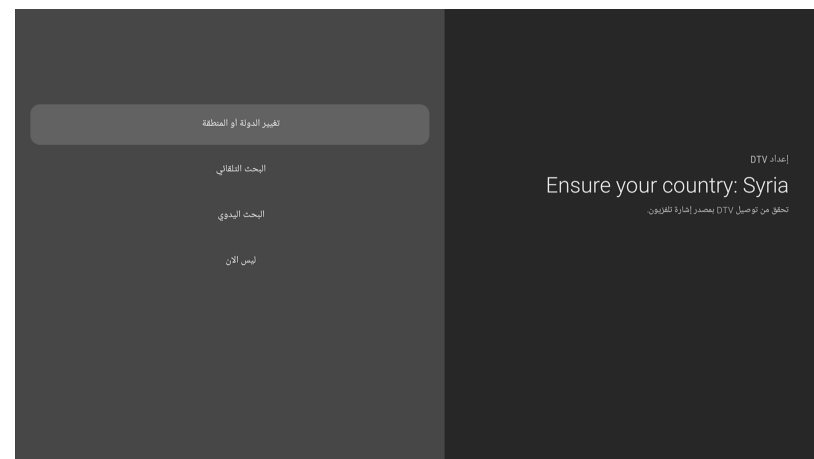 إعداد DTV
Ensure your country: Syria
تحقق من توصيل DTV بمصدر إشارة تلفزيون.
تغيير الدولة أو المنطقة
البحث التلقائي
البحث اليدوي
ليس الآن